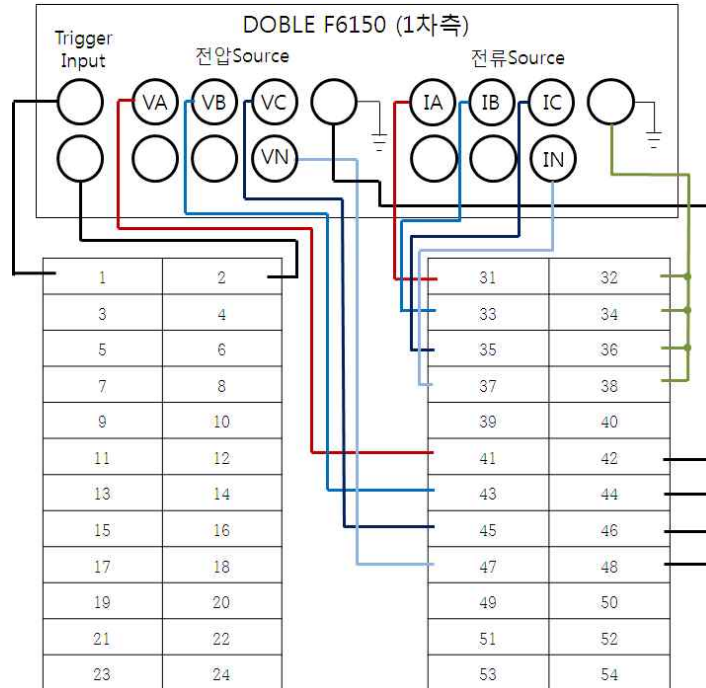 DOBLE F6150 (1차측)
Trigger
Input
전압Source
전류Source
VA VB VC IA IB IC
VN IN
1 2 31 32
3 4 33 34
5 6 35 36
7 8 37 38
9 10 39 40
11 12 41 42
13 14 43 44
15 16 45 46
17 18 47 48
19 20 49 50
21 22 51 52
23 24 53 54